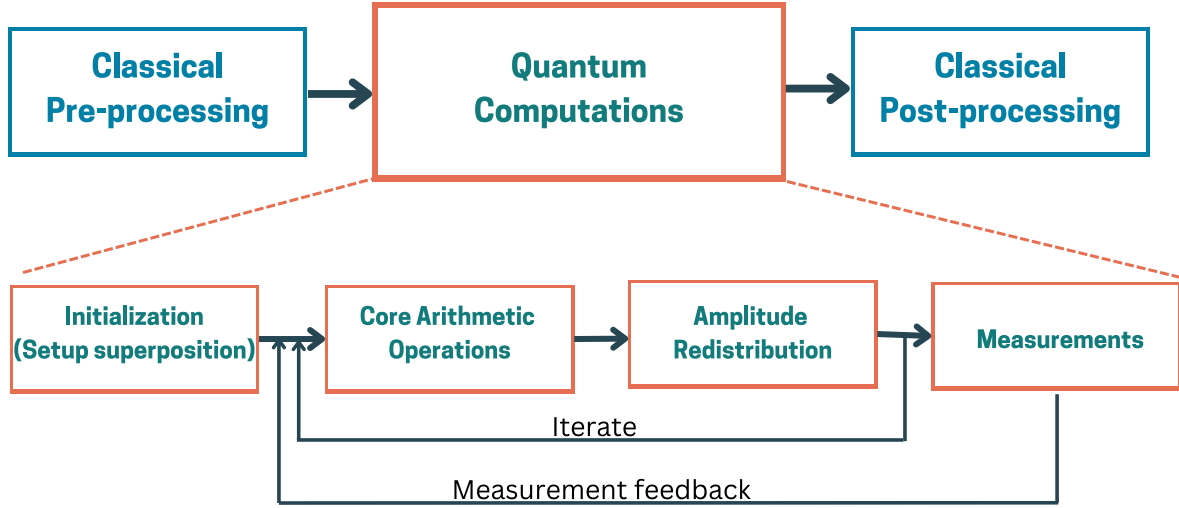 Classical
Pre-processing
Quantum
Computations
Classical
Post-processing
Initialization
(Setup superposition)
Core Arithmetic
Operations
Amplitude
Redistribution
Measurements
Iterate
Measurement feedback